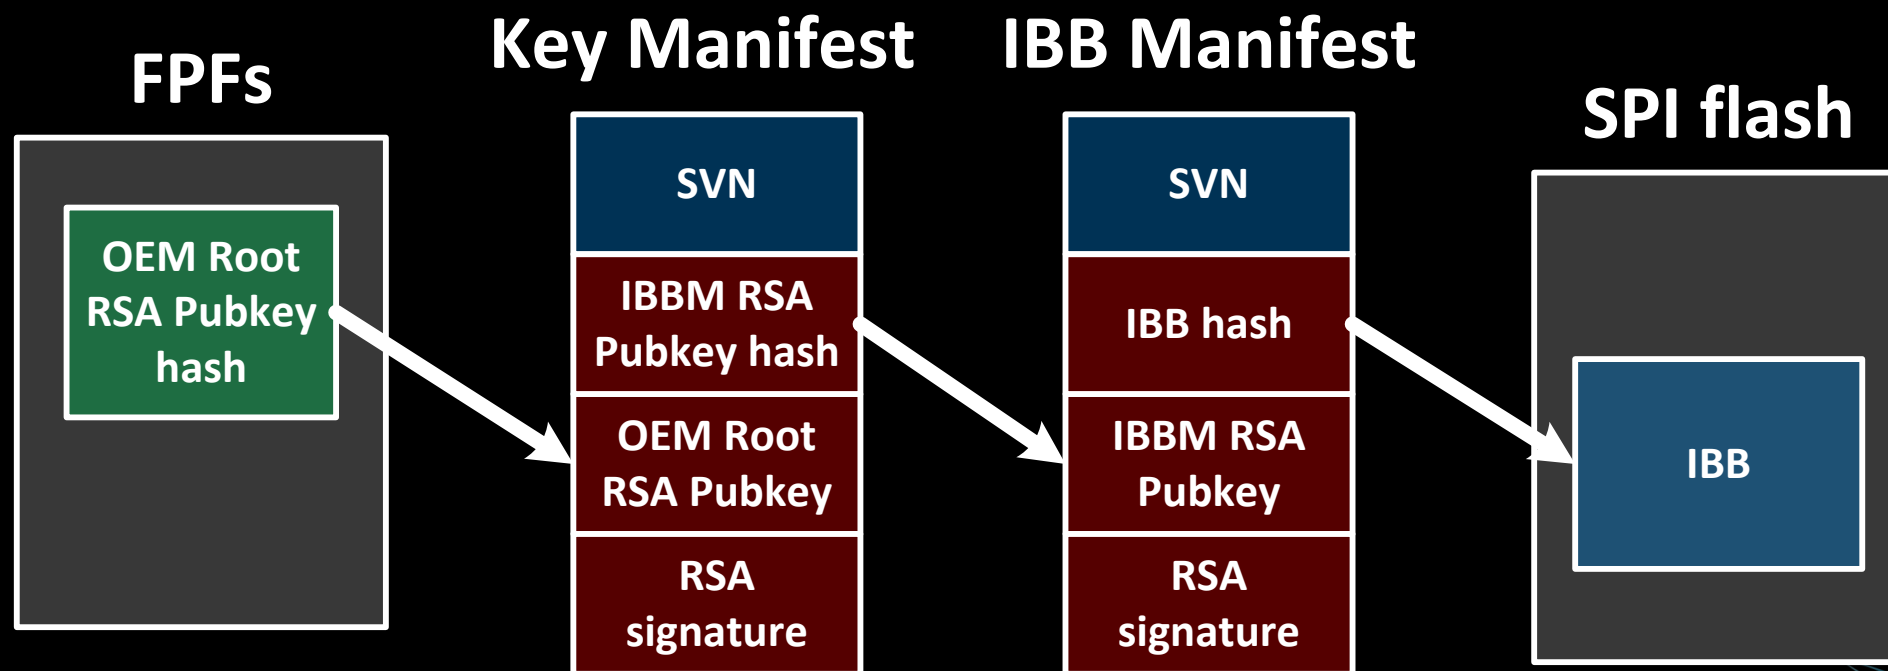 FPFs
OEM Root
RSA Pubkey
hash
Key Manifest
SVN
IBBM RSA
Pubkey hash
OEM Root
RSA Pubkey
RSA
signature
IBB Manifest
SVN
IBB hash
IBBM RSA
Pubkey
RSA
signature
SPI flash
IBB